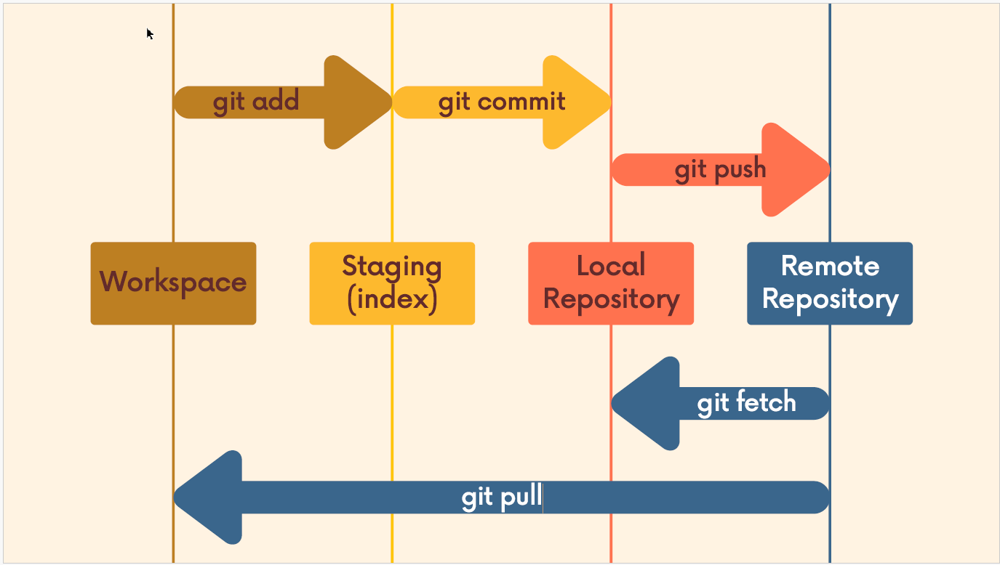 git add
git commit
git push
Workspace
Staging
(index)
Local
Repository
Remote
Repository
git fetch
git pull